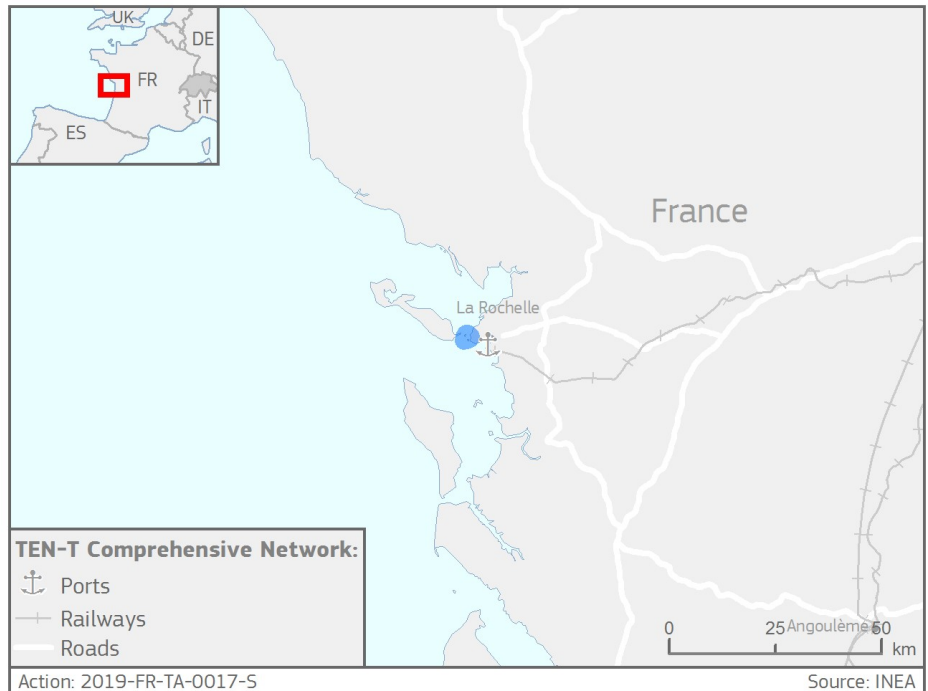 UK
DE
FR
IT
ES
France
La Rochelle
TEN-T Comprehensive Network:
Ports
Railways
Roads
0 25 50
Angoulême
km
Action: 2019-FR-TA-0017-S
Source: INEA